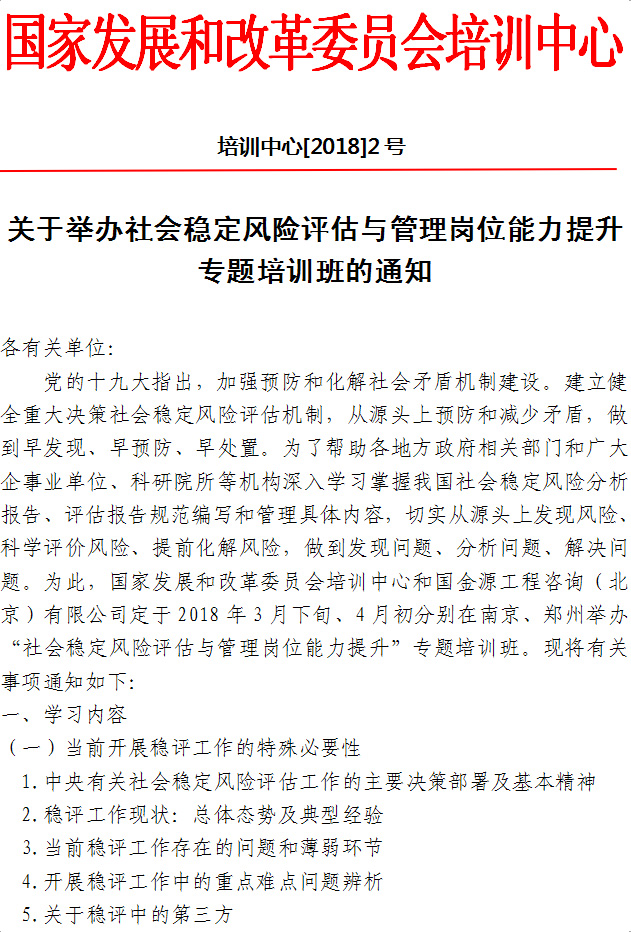 国家发展和改革委员会培训中心
培训中心[2018]2号
关于举办社会稳定风险评估与管理岗位能力提升
专题培训班的通知
各有关单位：
党的十九大指出，加强预防和化解社会矛盾机制建设。建立健
全重大决策社会稳定风险评估机制，从源头上预防和减少矛盾，做
到早发现、早预防、早处置。为了帮助各地方政府相关部门和广大
企事业单位、科研院所等机构深入学习掌握我国社会稳定风险分析
报告、评估报告规范编写和管理具体内容，切实从源头上发现风险、
科学评价风险、提前化解风险，做到发现问题、分析问题、解决问
题。为此，国家发展和改革委员会培训中心和国金源工程咨询（北
京）有限公司定于2018年3月下旬、4月初分别在南京、郑州举办
“社会稳定风险评估与管理岗位能力提升”专题培训班。现将有关
事项通知如下：
一、学习内容
（一）当前开展稳评工作的特殊必要性
1.中央有关社会稳定风险评估工作的主要决策部署及基本精神
2.稳评工作现状：总体态势及典型经验
3.当前稳评工作存在的问题和薄弱环节
4.开展稳评工作中的重点难点问题辨析
5.关于稳评中的第三方